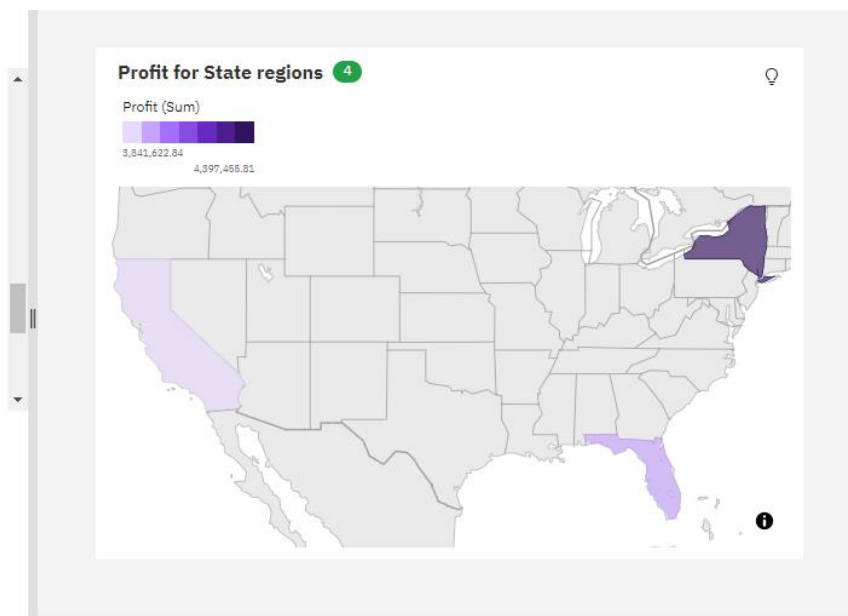 Profit for State regions 4
Profit (Sum)
3,841,622.84
4,397,455.81